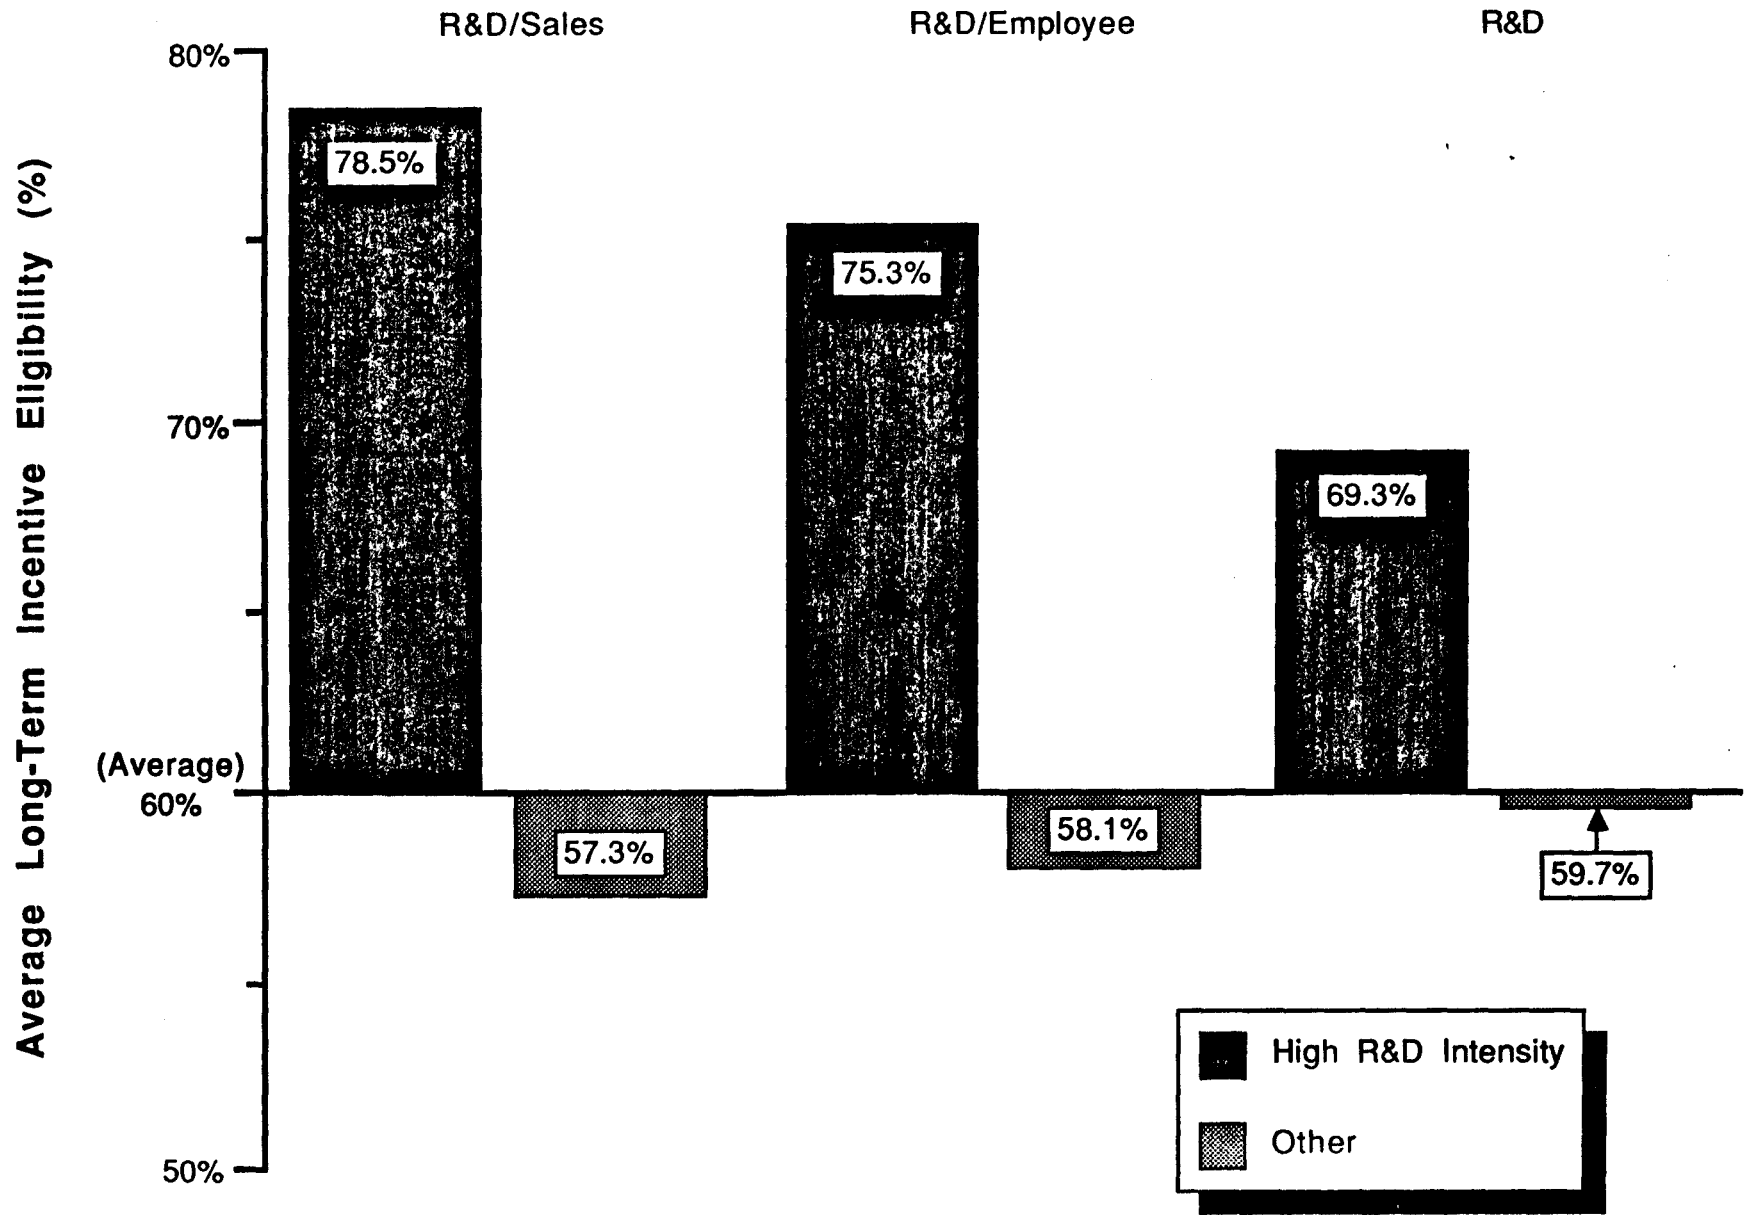 R&D/Sales
R&D/Employee
R&D
Average Long-Term Incentive Eligibility (%)
80%
70%
(Average)
60%
50%
78.5%
57.3%
75.3%
58.1%
69.3%
59.7%
High R&D Intensity
Other